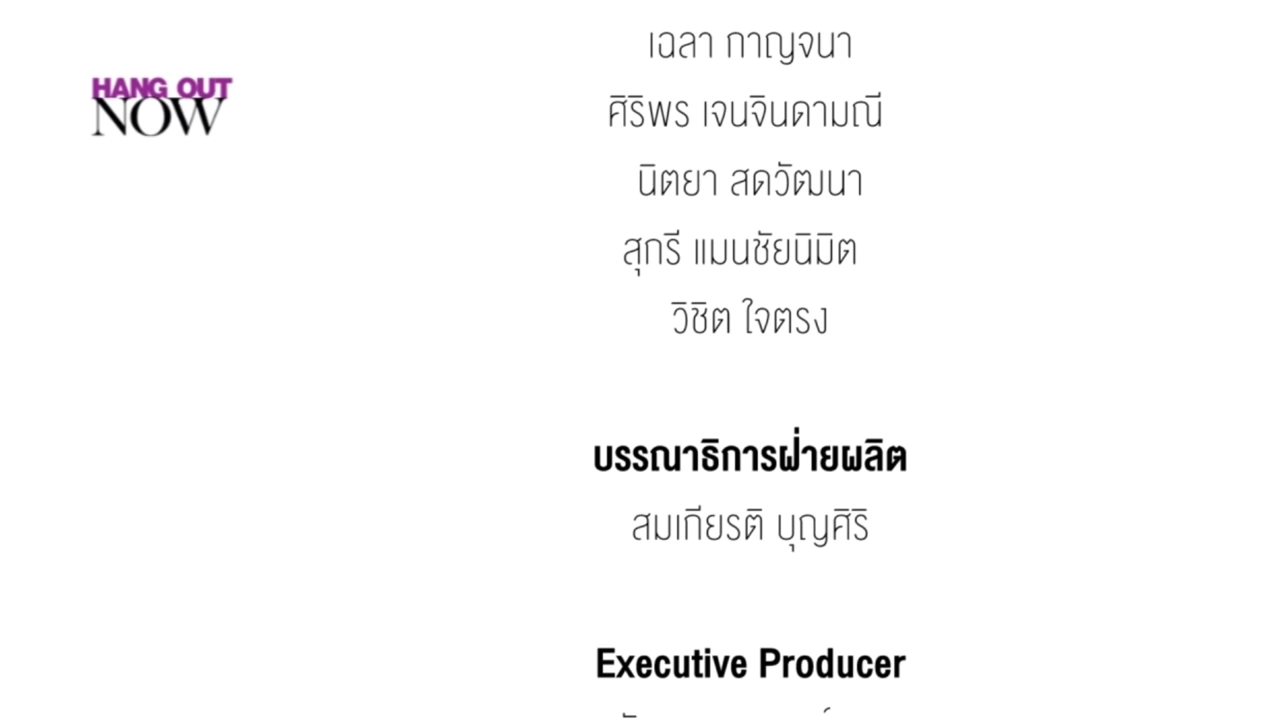 HANG OUT
NOW
เฉลา กาญจนา
ศิริพร เจนจินดามณี
นิตยา สดวัฒนา
สุกรี แมนชัยนิมิต
วิชิต ใจตรง
บรรณาธิการฝ่ายผลิต
สมเกียรติ บุญศิริ
Executive Producer